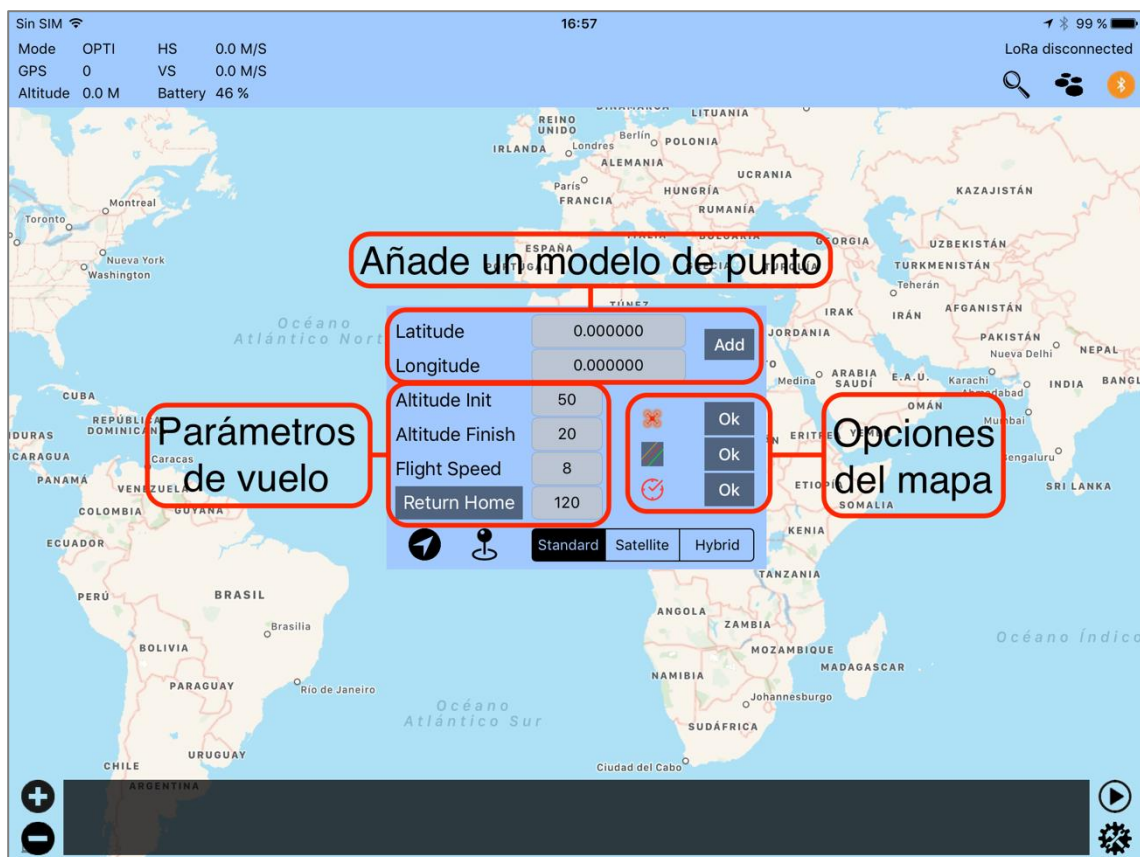 Sin SIM 16:57 99 %
Mode OPTI HS 0.0 M/S LoRa disconnected
GPS 0 VS 0.0 M/S
Altitude 0.0 M Battery 46 %
LITUANIA
REINO
UNIDO
Berlín
POLONIA
IRLANDA
Londres
ALEMANIA
UCRANIA
París
HUNGRÍA
KAZAJISTÁN
FRANCIA
Montreal
RUMANÍA
Toronto
GEORGIA
UZBEKISTÁN
ESPAÑA
Nueva York
Washington
Añade un modelo de punto
TURKMENISTÁN
Teherán
TÚNEZ
IRAK
IRÁN
AFGANISTÁN
Océano
Atlántico Nort
Latitude 0.000000
Add
Longitude 0.000000
JORDANIA
PAKISTÁN
Nueva Delhi
NEPAL
Medina
ARABIA
SAUDÍ
E.A.U.
Karachi
INDIA
BANGL
CUBA
Altitude Init 50
Ok
OMÁN
Mumbai
REPÚBLICA
DOMINICAN
Parámetros
de vuelo
Altitude Finish 20
Ok
Opciones
del mapa
DURAS
CARAGUA
Caracas
Flight Speed 8
Ok
PANAMÁ
VENEZUELA
Return Home 120
SRI LANKA
COLOMBIA
GUYANA
SOMALIA
Standard Satellite Hybrid
KENIA
ECUADOR
TANZANIA
PERÚ
BRASIL
ANGOLA
ZAMBIA
Brasilia
MOZAMBIQUE
Océano Índico
BOLIVIA
MADAGASCAR
NAMIBIA
PARAGUAY
Río de Janeiro
Johannesburgo
Océano
Atlántico Sur
SUDÁFRICA
URUGUAY
CHILE
Ciudad del Cabo
ARGENTINA